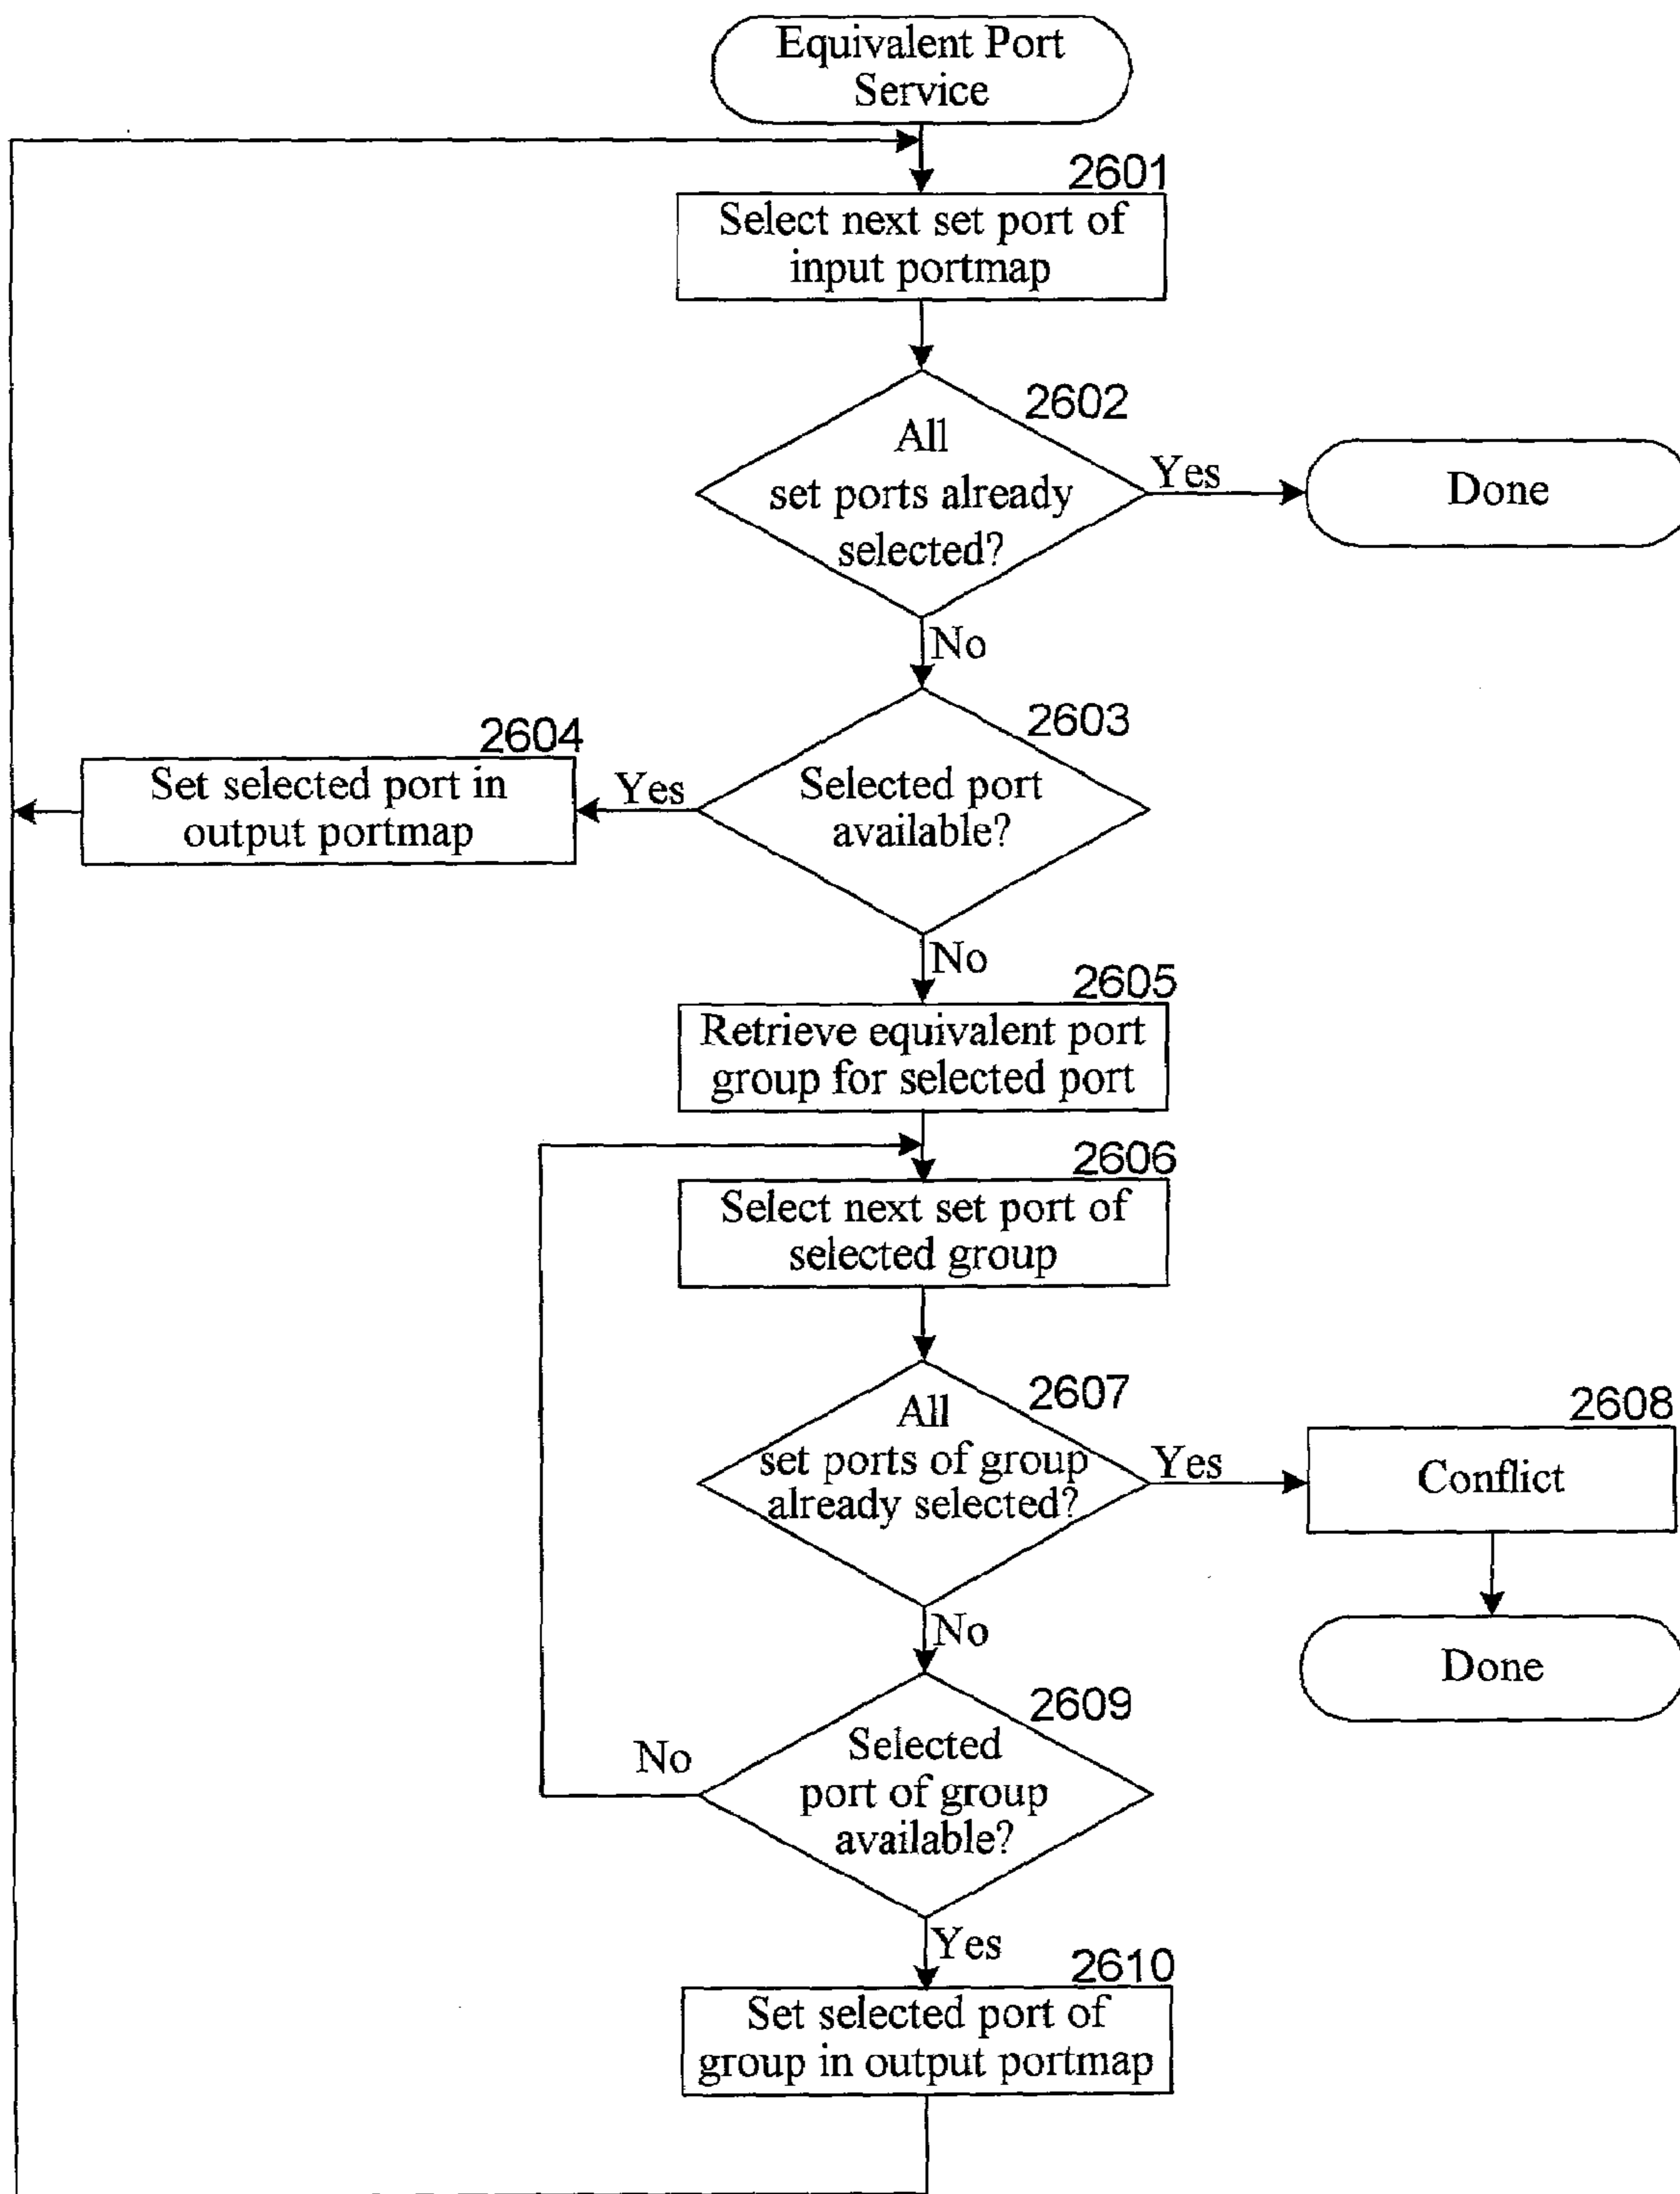 Equivalent Port
Service
2601
Select next set port of
input portmap
2602
All
set ports already
selected?
Yes
Done
No
2603
Selected port
available?
Yes
2604
Set selected port in
output portmap
No
2605
Retrieve equivalent port
group for selected port
2606
Select next set port of
selected group
2607
All
set ports of group
already selected?
Yes
2608
Conflict
Done
No
2609
Selected
port of group
available?
No
Yes
2610
Set selected port of
group in output portmap